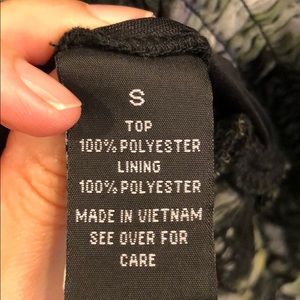 S
TOP
100% POLYESTER
LINING
100% POLYESTER
MADE IN VIETNAM
SEE OVER FOR
CARE